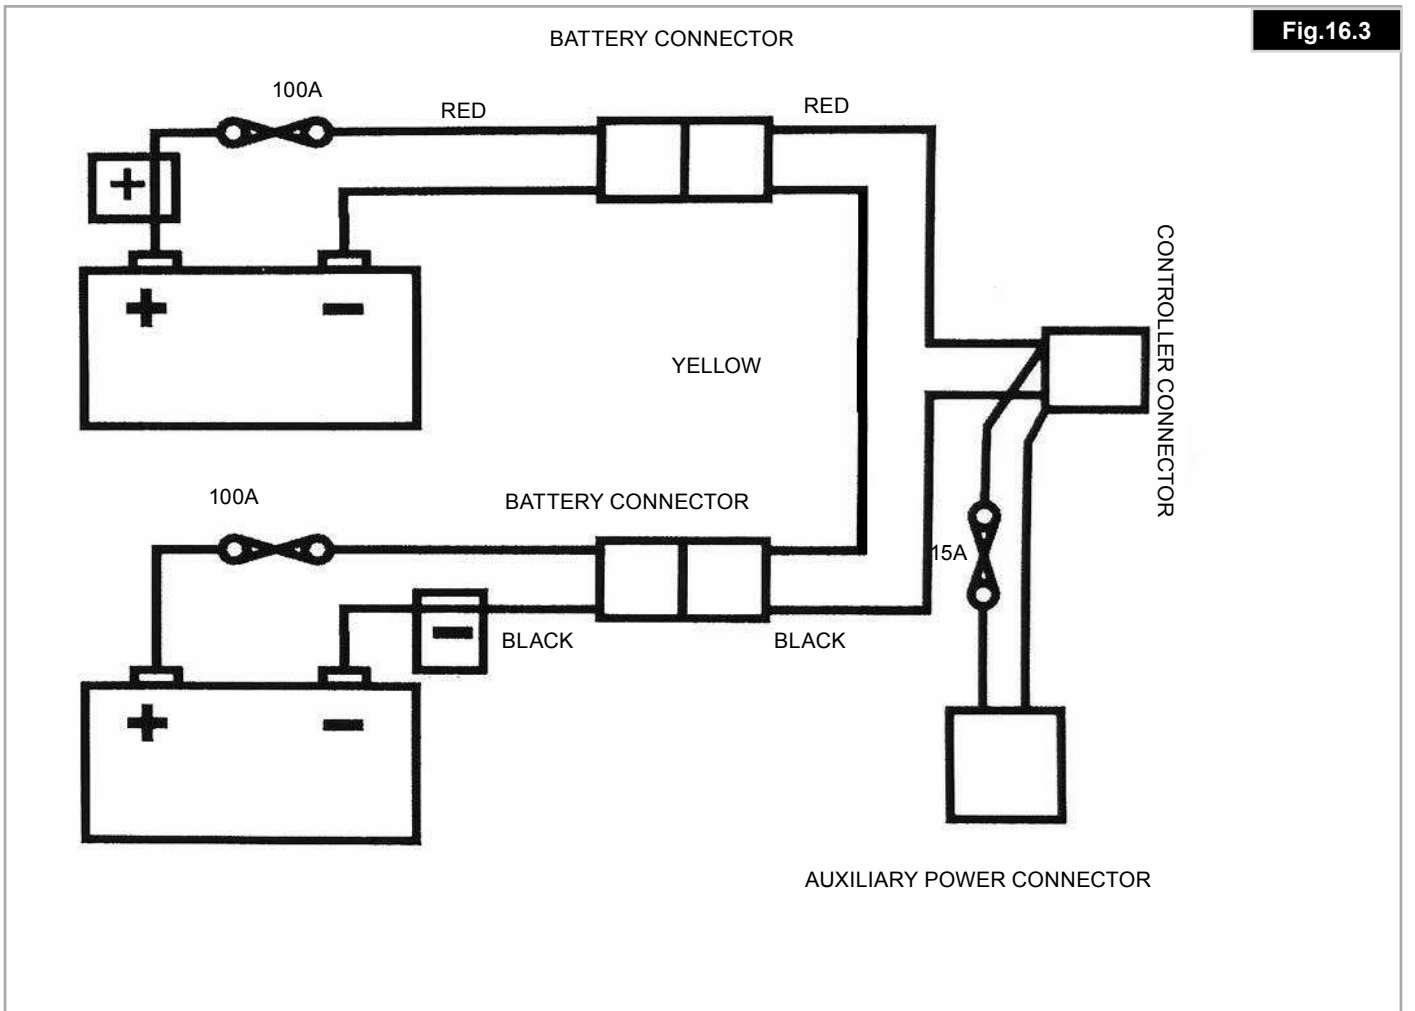 Fig.16.3
BATTERY CONNECTOR
100A
RED
RED
+
+ −
CONTROLLER CONNECTOR
YELLOW
100A
BATTERY CONNECTOR
15A
−
BLACK
BLACK
+ −
AUXILIARY POWER CONNECTOR